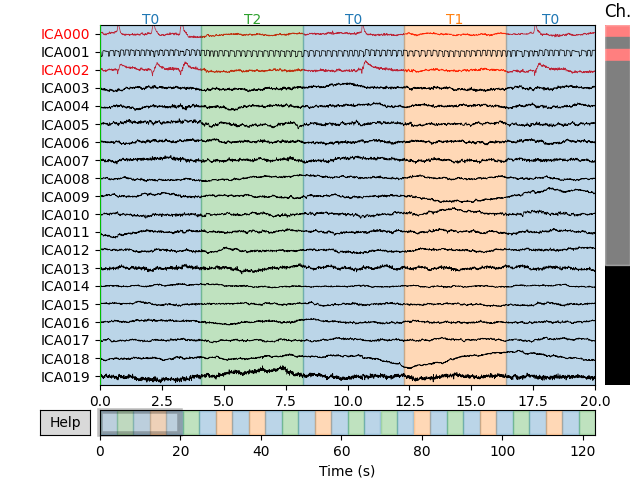 Ch.
T0 T2 T0 T1 T0
ICA000
ICA001
ICA002
ICA003
ICA004
ICA005
ICA006
ICA007
ICA008
ICA009
ICA010
ICA011
ICA012
ICA013
ICA014
ICA015
ICA016
ICA017
ICA018
ICA019
0.0 2.5 5.0 7.5 10.0 12.5 15.0 17.5 20.0
Help
0 20 40 60 80 100 120
Time (s)